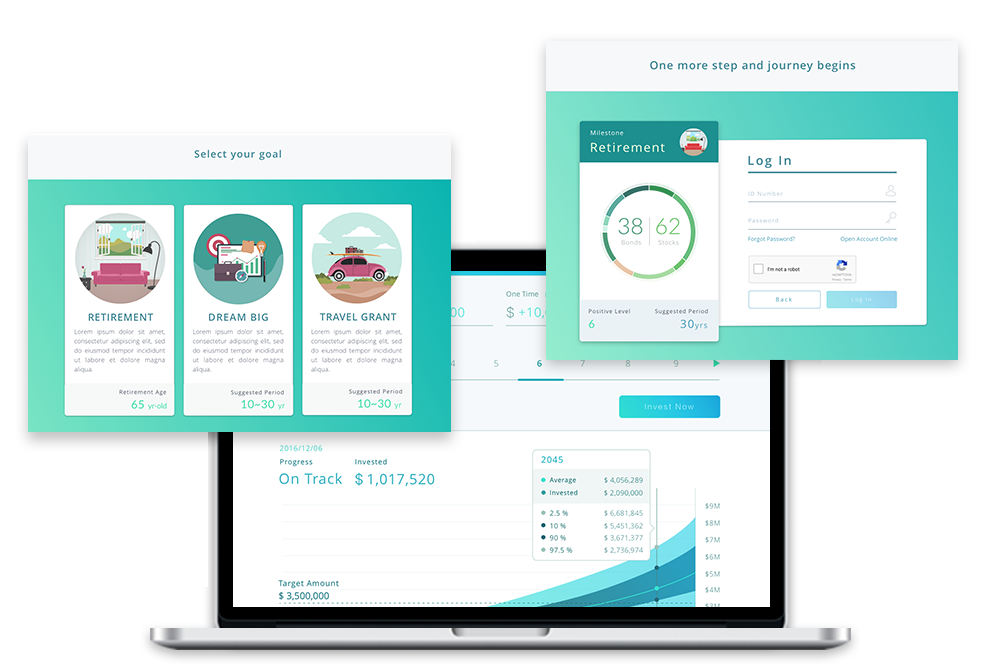 One more step and journey begins
Milestone
Retirement
38
Bonds
62
Stocks
Positive Level
6
Suggested Period
30yrs
Log In
ID Number
Password
Forgot Password?
Open Account Online
I'm not a robot
reCAPTCHA
Privacy - Terms
Back
Log In
Select your goal
RETIREMENT
Lorem ipsum dolor sit amet,
consectetur adipiscing elit, sed
do eiusmod tempor incididunt
ut labore et dolore magna
aliqua.
Retirement Age
65 yr-old
DREAM BIG
Lorem ipsum dolor sit amet,
consectetur adipiscing elit, sed
do eiusmod tempor incididunt
ut labore et dolore magna
aliqua.
Suggested Period
10~30 yr
TRAVEL GRANT
Lorem ipsum dolor sit amet,
consectetur adipiscing elit, sed
do eiusmod tempor incididunt
ut labore et dolore magna
aliqua.
Suggested Period
10~30 yr
00
One Time
$ +10,
4 5 6 7 8 9
Invest Now
2016/12/06
Progress
On Track
Invested
$ 1,017,520
2045
Average $ 4,056,289
Invested $ 2,090,000
2.5 % $ 6,681,845
10 % $ 5,451,362
90 % $ 3,671,377
97.5 % $ 2,736,974
$9M
$8M
$7M
$6M
$5M
$4M
$3M
Target Amount
$ 3,500,000